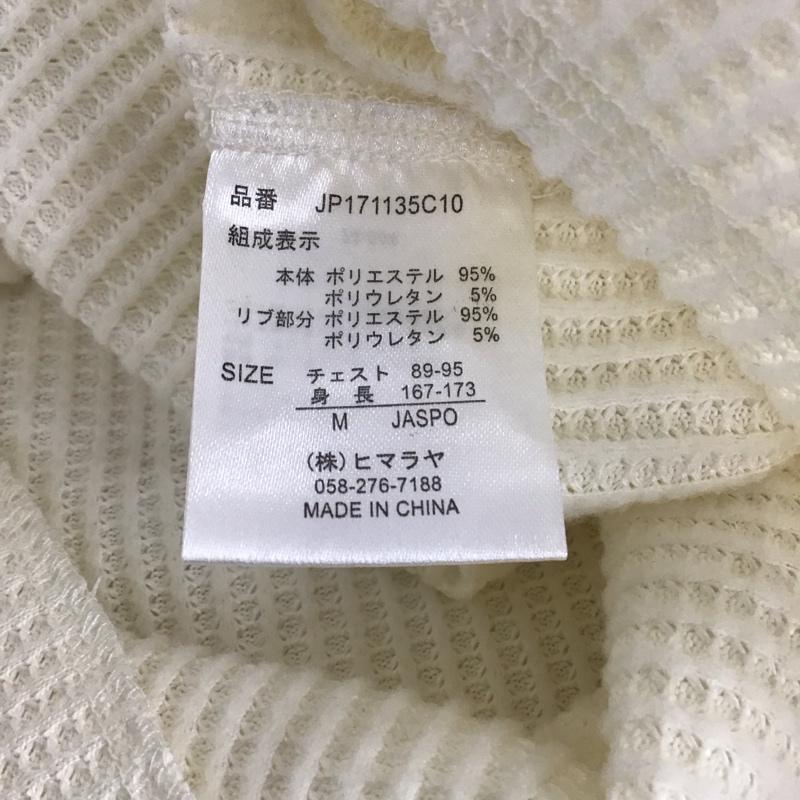 品番 JP171135C10
組成表示
本体 ポリエステル 95%
ポリウレタン 5%
リブ部分 ポリエステル 95%
ポリウレタン 5%
SIZE チェスト 89-95
身 長 167-173
M JASPO
(株)ヒマラヤ
058-276-7188
MADE IN CHINA